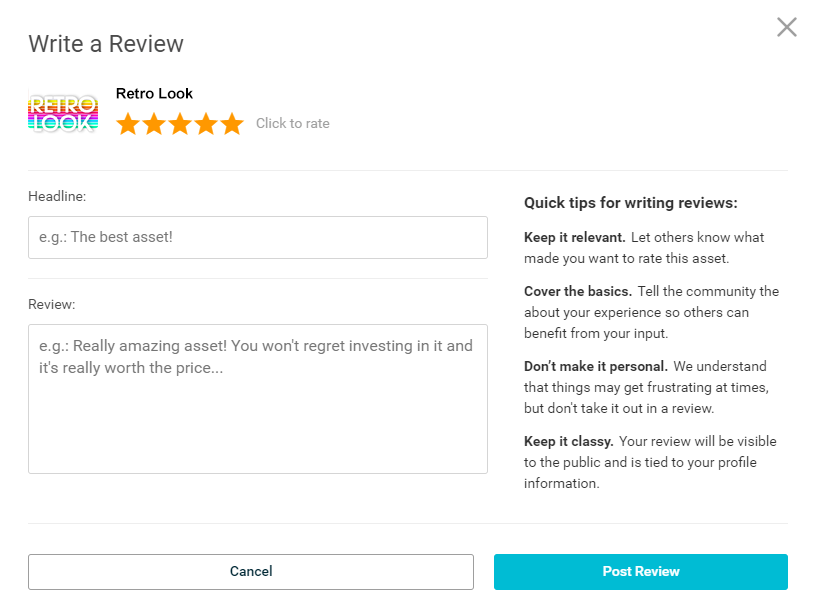 Write a Review
RETRO
LOOK
Retro Look
Click to rate
Headline:
e.g.: The best asset!
Review:
e.g.: Really amazing asset! You won't regret investing in it and
it's really worth the price...
Quick tips for writing reviews:
Keep it relevant. Let others know what
made you want to rate this asset.
Cover the basics. Tell the community the
about your experience so others can
benefit from your input.
Don't make it personal. We understand
that things may get frustrating at times,
but don't take it out in a review.
Keep it classy. Your review will be visible
to the public and is tied to your profile
information.
Cancel
Post Review